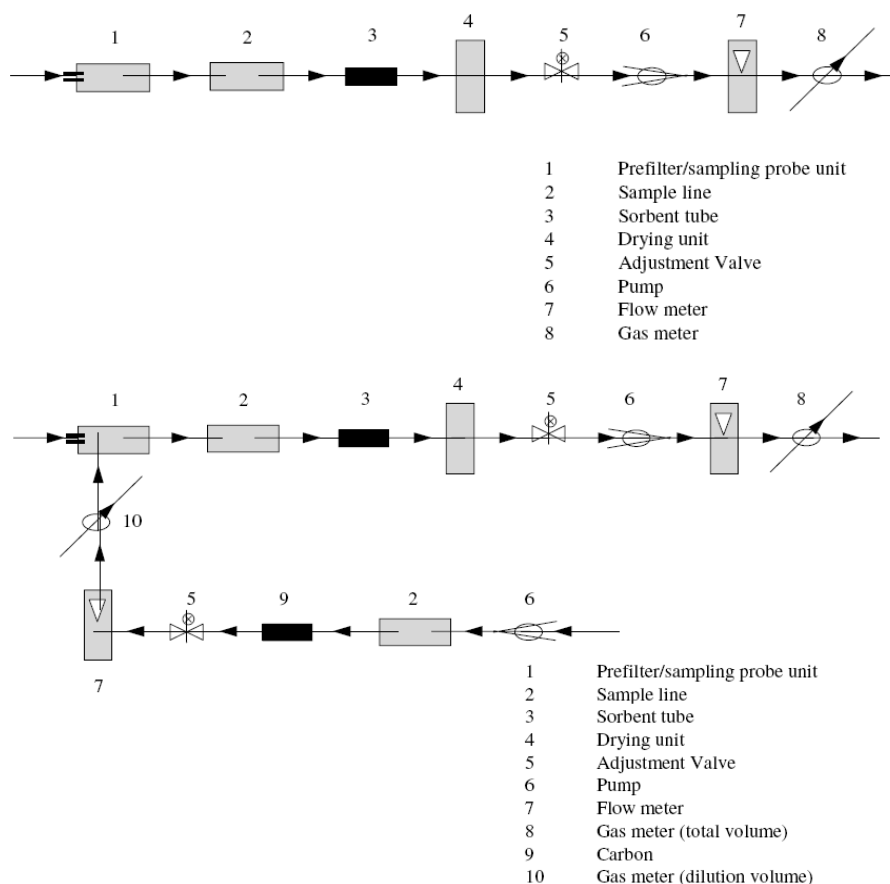 1 2 3 4 5 6 7 8
1 Prefilter/sampling probe unit
2 Sample line
3 Sorbent tube
4 Drying unit
5 Adjustment Valve
6 Pump
7 Flow meter
8 Gas meter
1 2 3 4 5 6 7 8
10
5 9 2 6
7
1 Prefilter/sampling probe unit
2 Sample line
3 Sorbent tube
4 Drying unit
5 Adjustment Valve
6 Pump
7 Flow meter
8 Gas meter (total volume)
9 Carbon
10 Gas meter (dilution volume)